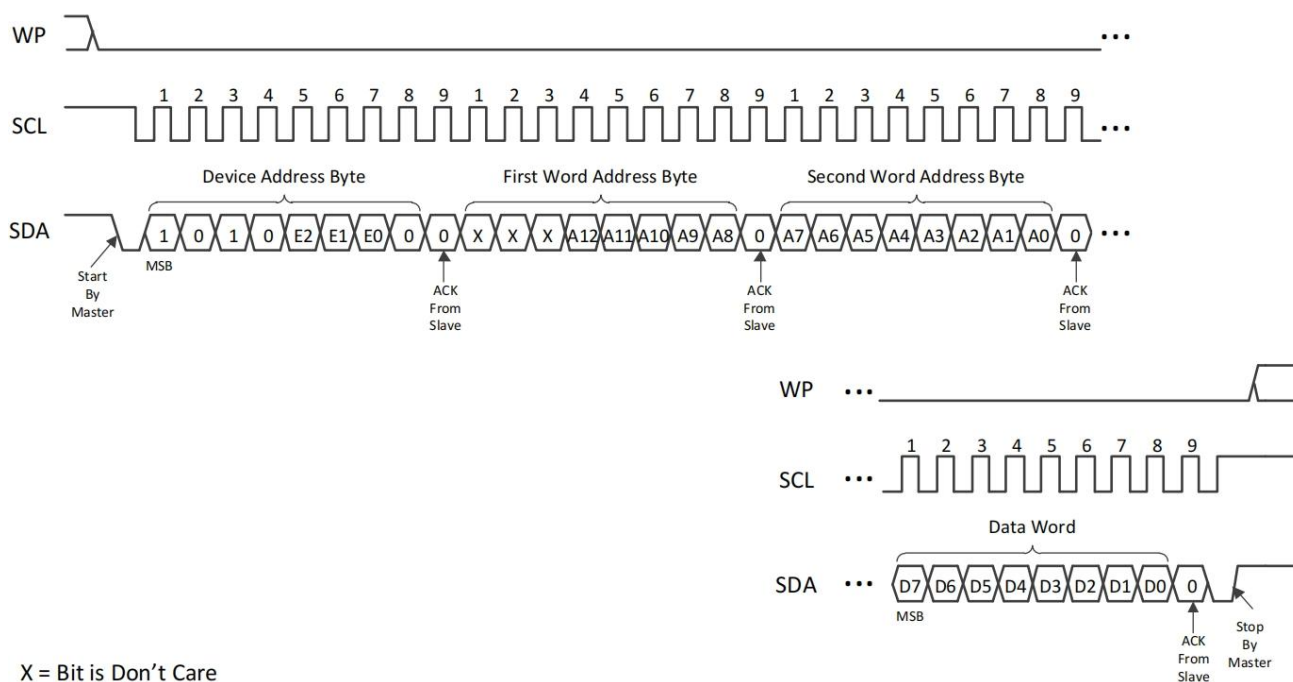 WP •••
1 2 3 4 5 6 7 8 9 1 2 3 4 5 6 7 8 9 1 2 3 4 5 6 7 8 9
SCL •••
Device Address Byte First Word Address Byte Second Word Address Byte
SDA 1 0 1 0 E2 E1 E0 0 0 X X X A12 A11 A10 A9 A8 0 A7 A6 A5 A4 A3 A2 A1 A0 0 •••
MSB
Start
By
Master
ACK
From
Slave
ACK
From
Slave
ACK
From
Slave
WP •••
1 2 3 4 5 6 7 8 9
SCL •••
Data Word
SDA ••• D7 D6 D5 D4 D3 D2 D1 D0 0
MSB
ACK
From
Slave
Stop
By
Master
X = Bit is Don’t Care